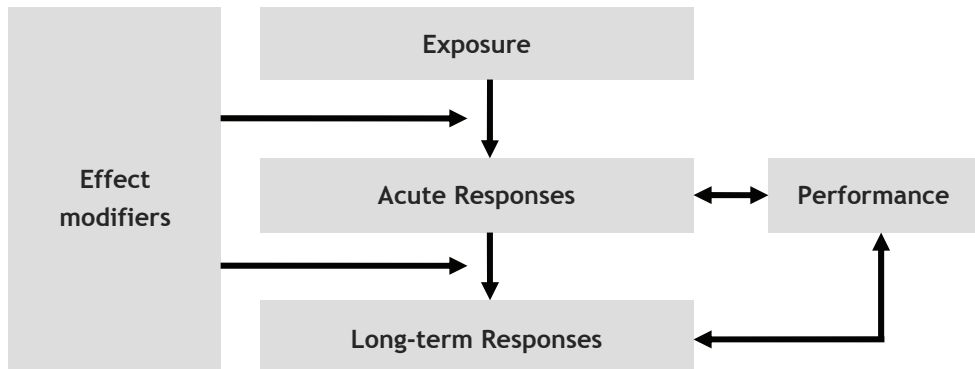 Exposure
Effect
modifiers
Acute Responses
Performance
Long-term Responses